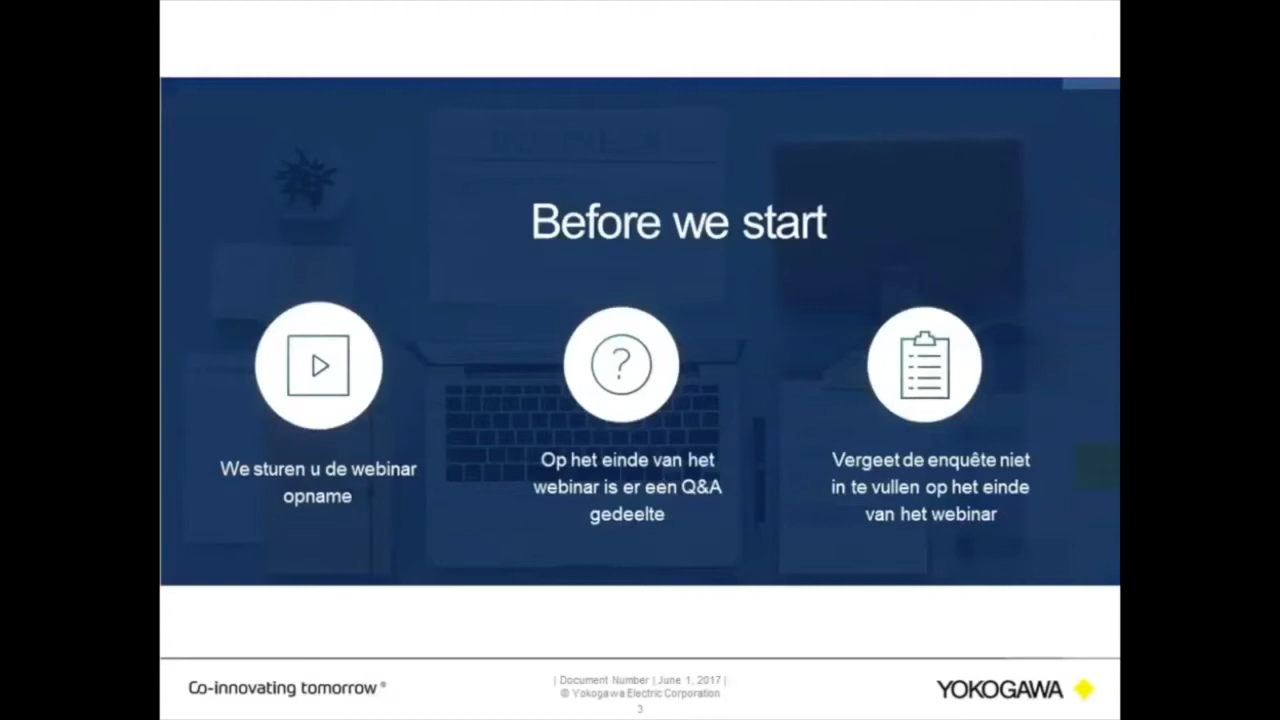 Before we start
?
We sturen u de webinar
opname
Op het einde van het
webinar is er een Q&A
gedeelte
Vergeet de enquête niet
in te vullen op het einde
van het webinar
Co-innovating tomorrow®
| Document Number | June 1, 2017 |
© Yokogawa Electric Corporation
3
YOKOGAWA